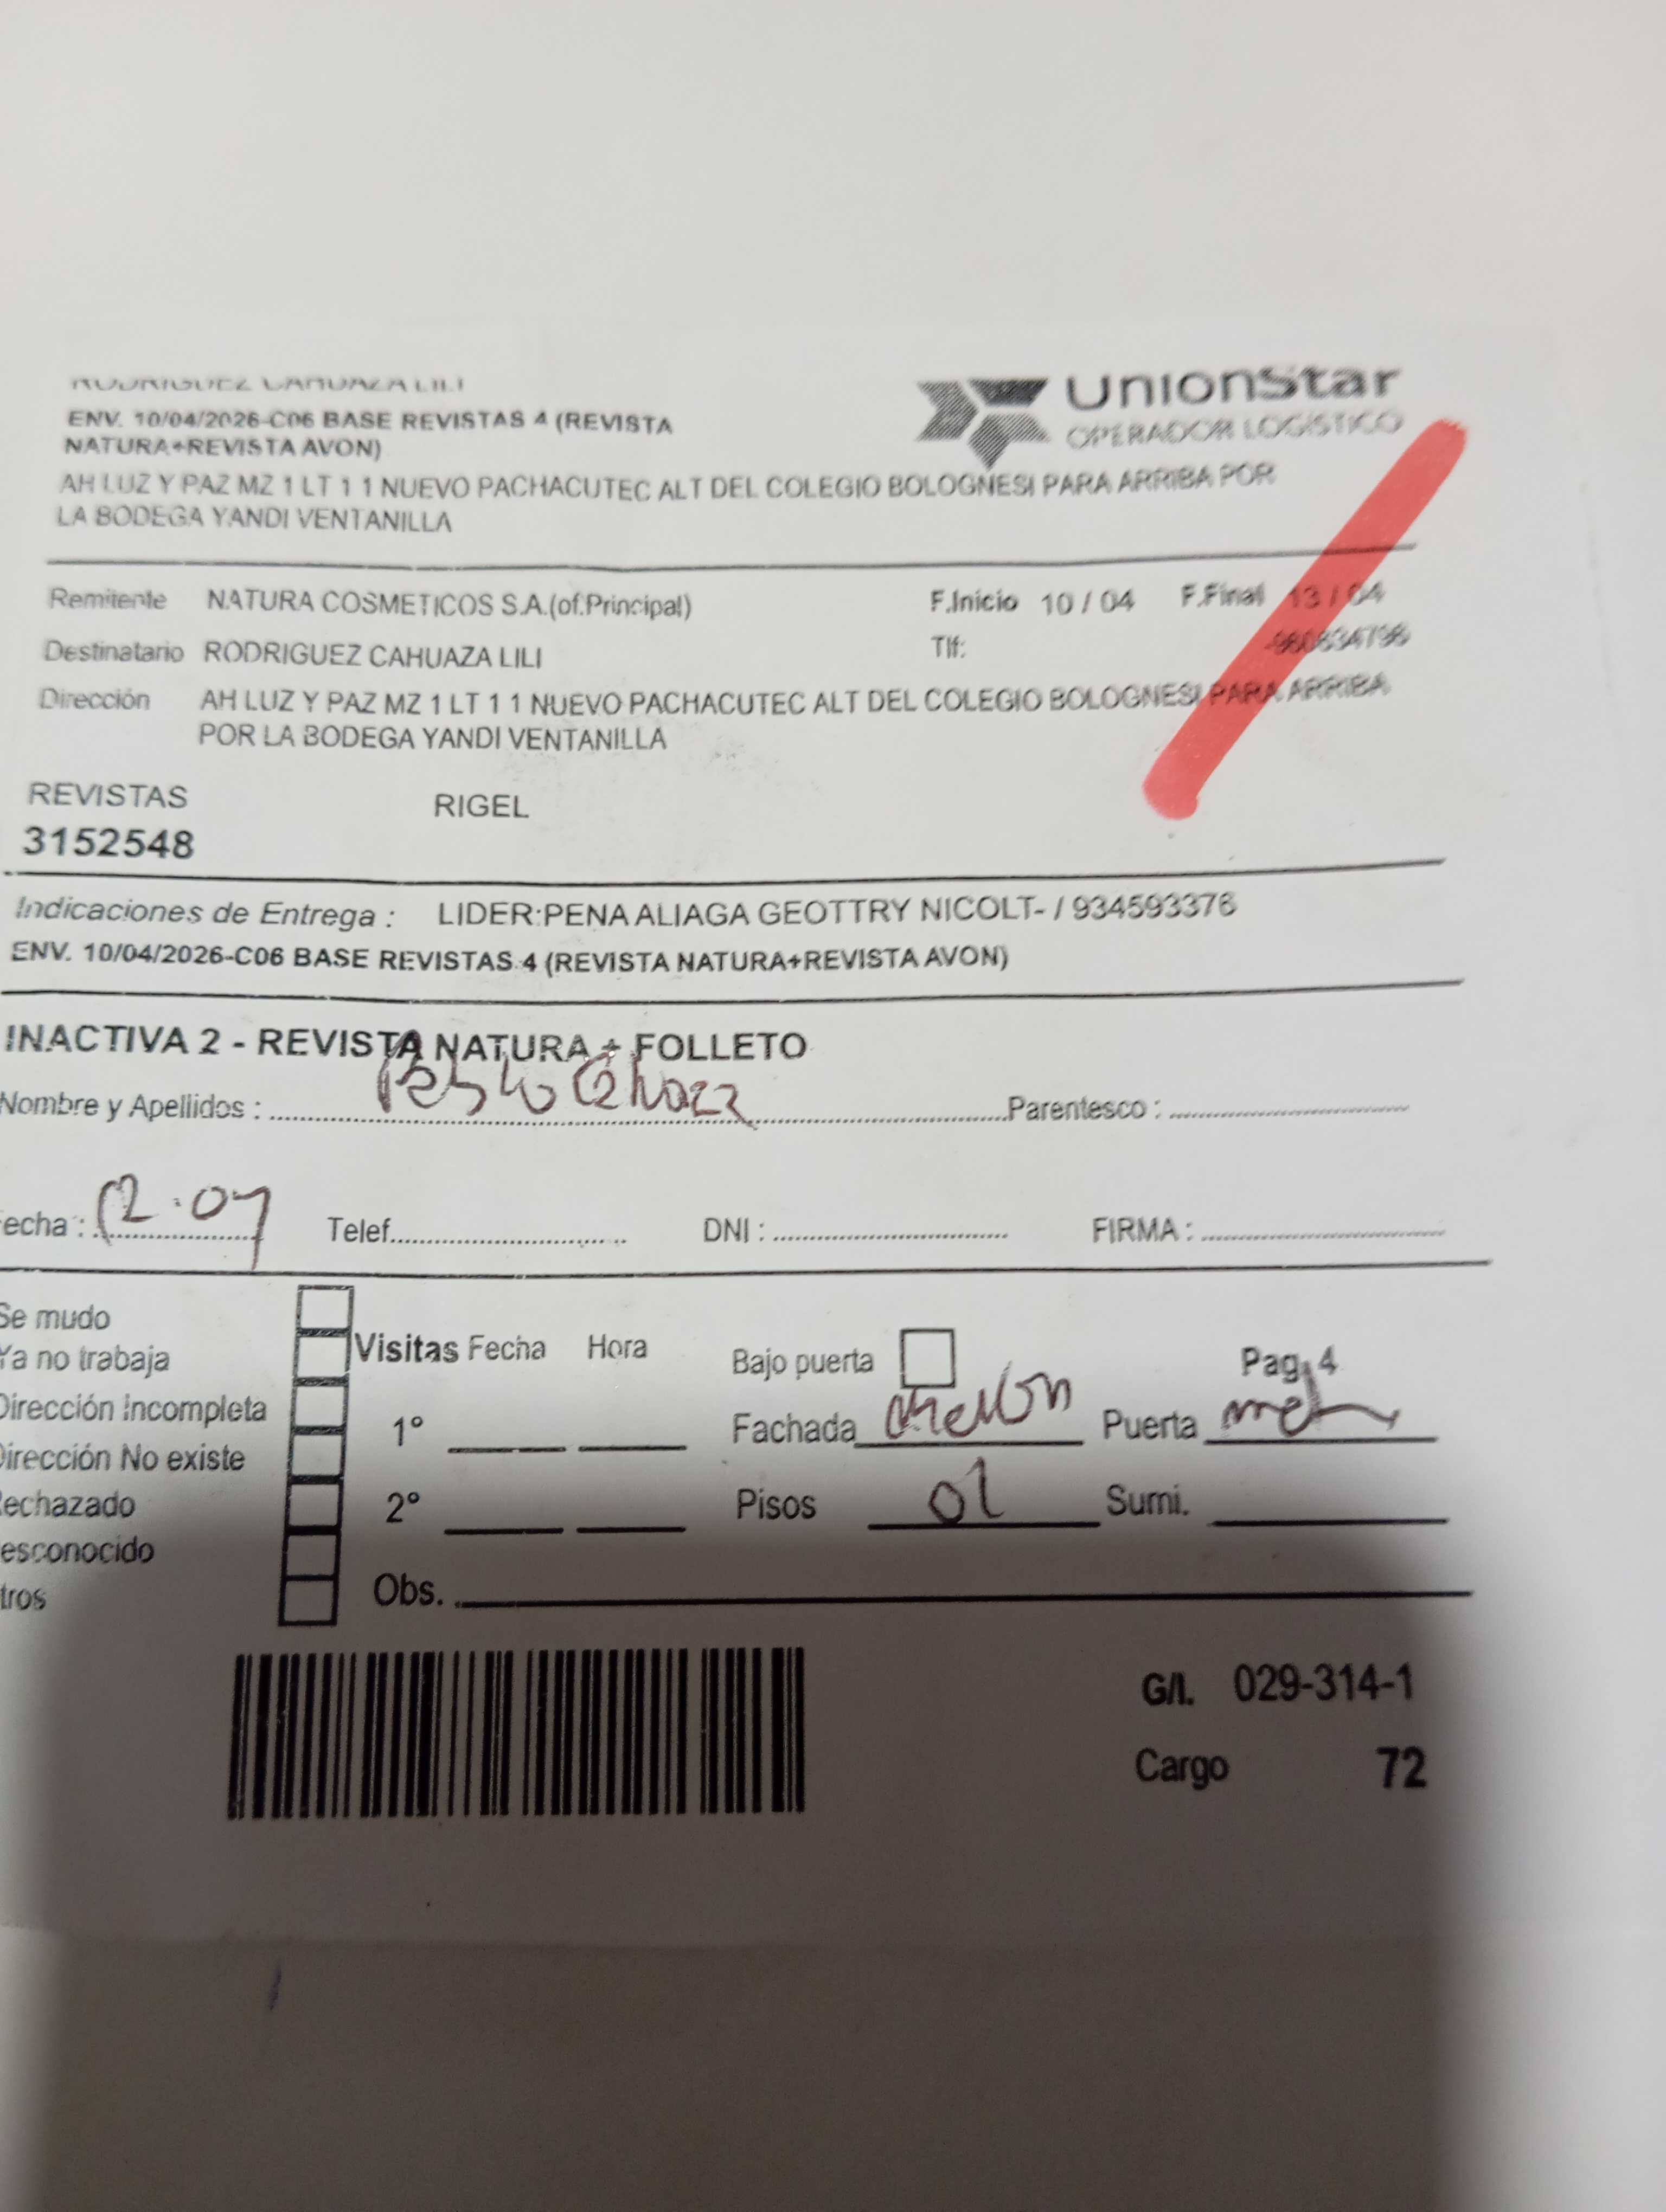 RODRIGUEZ CAHUAZA LILI
UnionStar
OPERADOR LOGÍSTICO
ENV. 10/04/2026-C06 BASE REVISTAS 4 (REVISTA
NATURA+REVISTA AVON)
AH LUZ Y PAZ MZ 1 LT 1 1 NUEVO PACHACUTEC ALT DEL COLEGIO BOLOGNESI PARA ARRIBA POR
LA BODEGA YANDI VENTANILLA
Remitente NATURA COSMETICOS S.A.(of.Principal) F.Inicio 10 / 04 F.Final 13 / 04
Destinatario RODRIGUEZ CAHUAZA LILI Tlf:
Dirección AH LUZ Y PAZ MZ 1 LT 1 1 NUEVO PACHACUTEC ALT DEL COLEGIO BOLOGNESI PARA ARRIBA
POR LA BODEGA YANDI VENTANILLA
REVISTAS RIGEL
3152548
Indicaciones de Entrega : LIDER:PENA ALIAGA GEOTTRY NICOLT- / 934593376
ENV. 10/04/2026-C06 BASE REVISTAS 4 (REVISTA NATURA+REVISTA AVON)
INACTIVA 2 - REVISTA NATURA + FOLLETO
Nombre y Apellidos : Parentesco :
echa : 12.04 Telef. DNI : FIRMA :
Se mudo
Ya no trabaja
Dirección Incompleta
Dirección No existe
Rechazado
esconocido
tros
Visitas Fecha Hora
1°
2°
Bajo puerta Pag. 4
Fachada Puerta
Pisos 01 Sumi.
Obs.
G/I. 029-314-1
Cargo 72